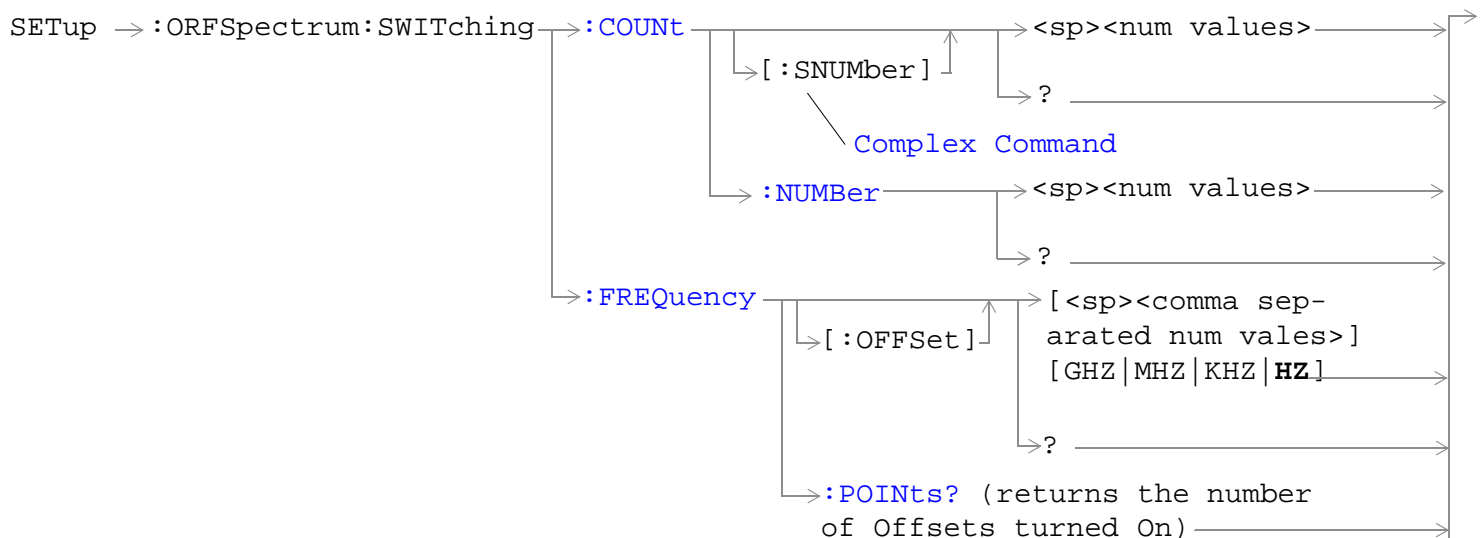 SETup :ORFSpectrum:SWITching :COUNt <sp><num values>
[:SNUMber]
?
Complex Command
:NUMBer <sp><num values>
?
:FREQuency [<sp><comma sep-
[:OFFSet] arated num vales>]
[GHZ|MHZ|KHZ|HZ]
?
:POINts? (returns the number
of Offsets turned On)